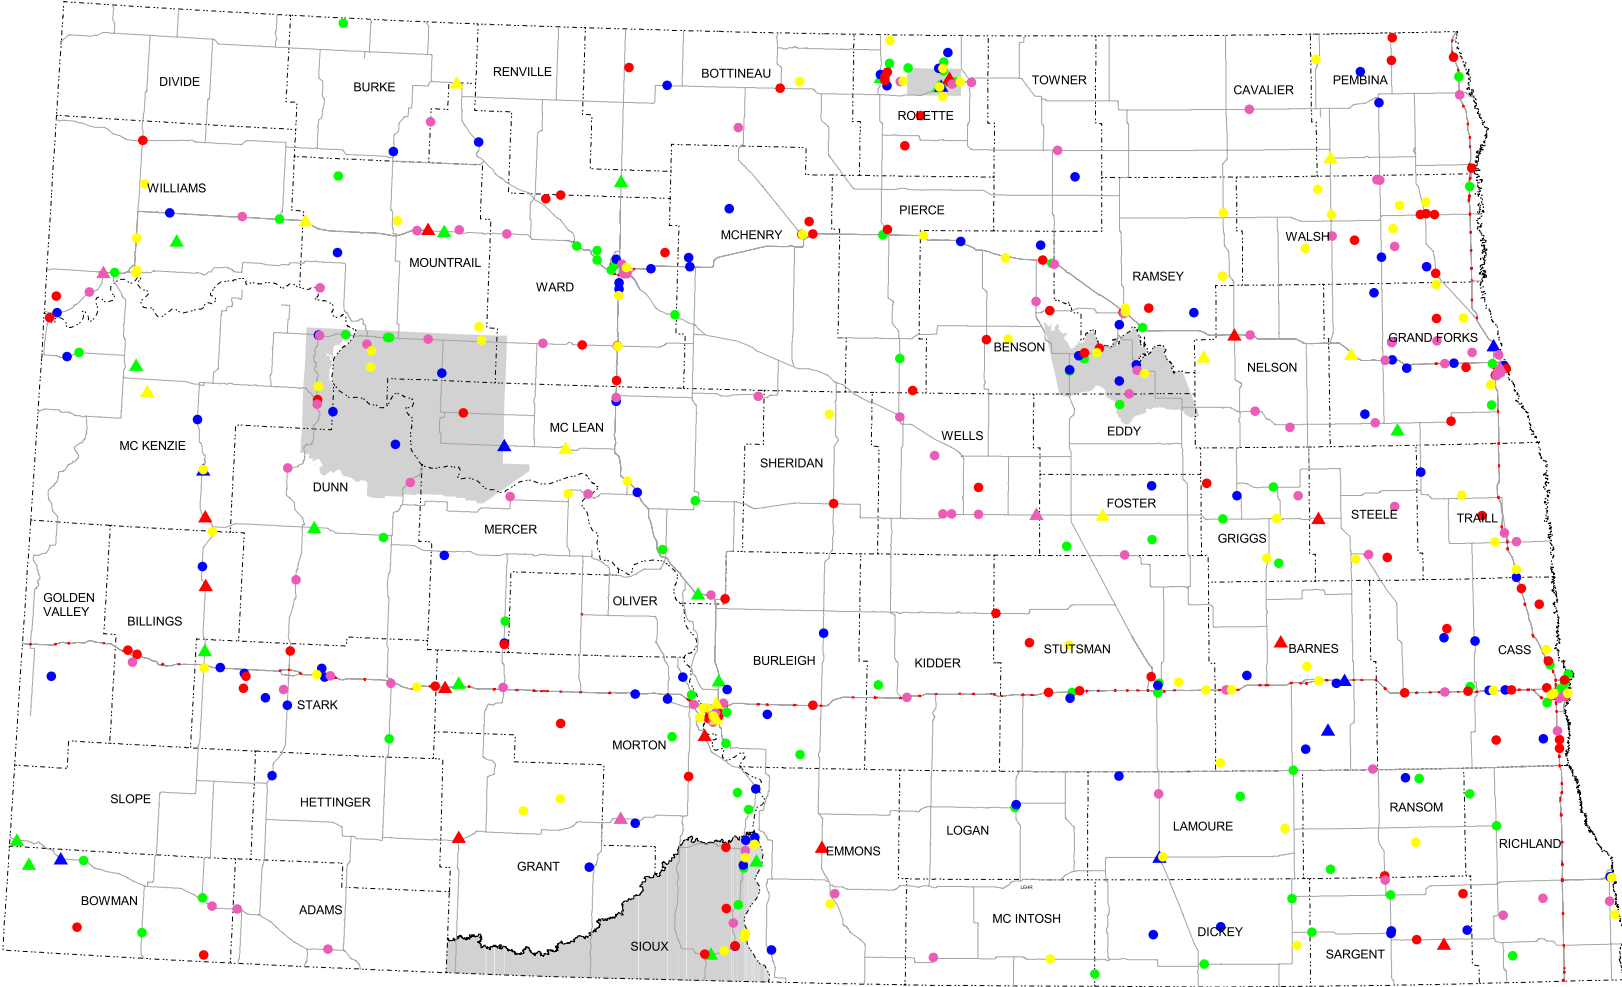 DIVIDE
BURKE
RENVILLE
BOTTINEAU
ROLETTE
TOWNER
CAVALIER
PEMBINA
WILLIAMS
MOUNTRAIL
WARD
MCHENRY
PIERCE
RAMSEY
WALSH
BENSON
NELSON
GRAND FORKS
MC KENZIE
DUNN
MC LEAN
SHERIDAN
WELLS
EDDY
FOSTER
MERCER
GRIGGS
STEELE
TRAILL
GOLDEN
VALLEY
BILLINGS
OLIVER
BURLEIGH
KIDDER
STUTSMAN
BARNES
CASS
STARK
MORTON
SLOPE
HETTINGER
GRANT
EMMONS
LOGAN
LAMOURE
RANSOM
RICHLAND
LEHR
BOWMAN
ADAMS
SIOUX
MC INTOSH
DICKEY
SARGENT